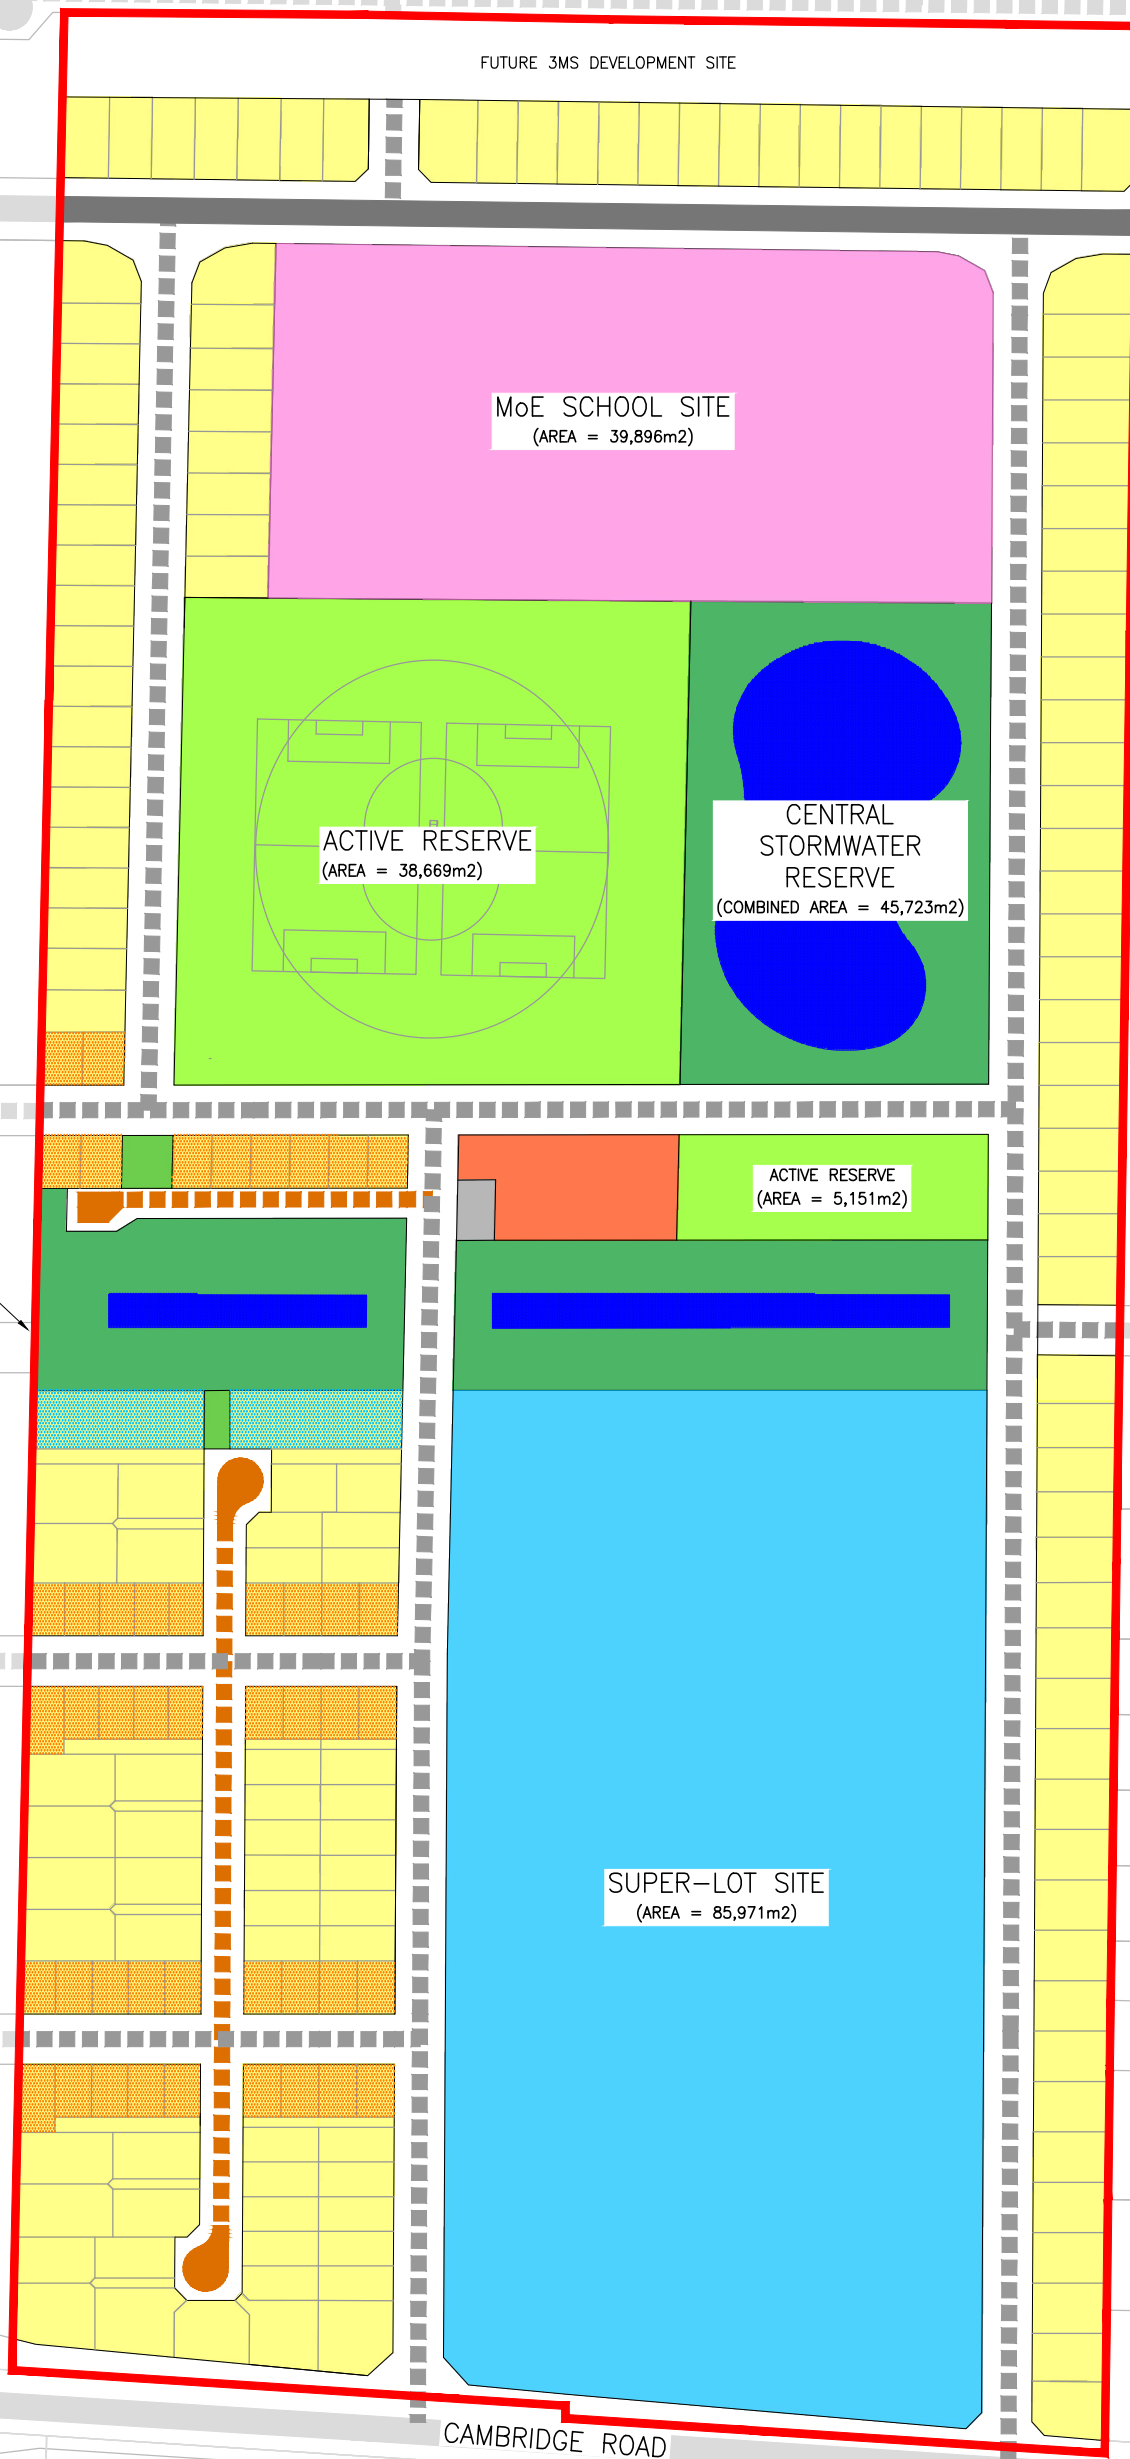 FUTURE 3MS DEVELOPMENT SITE
MoE SCHOOL SITE
(AREA = 39,896m2)
ACTIVE RESERVE
(AREA = 38,669m2)
CENTRAL
STORMWATER
RESERVE
(COMBINED AREA = 45,723m2)
ACTIVE RESERVE
(AREA = 5,151m2)
SUPER-LOT SITE
(AREA = 85,971m2)
CAMBRIDGE ROAD